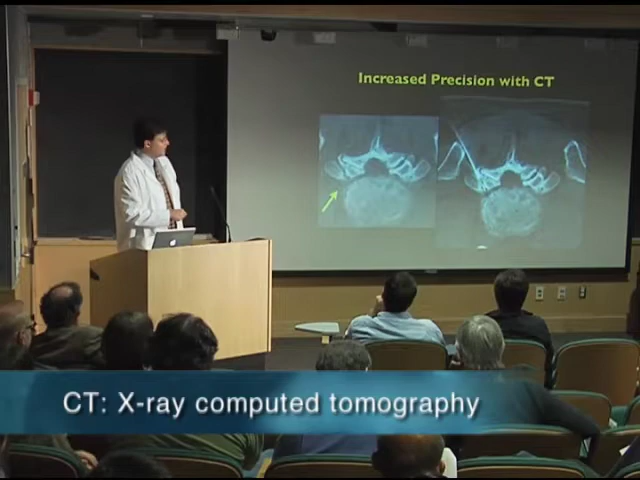 Increased Precision with CT
CT: X-ray computed tomography